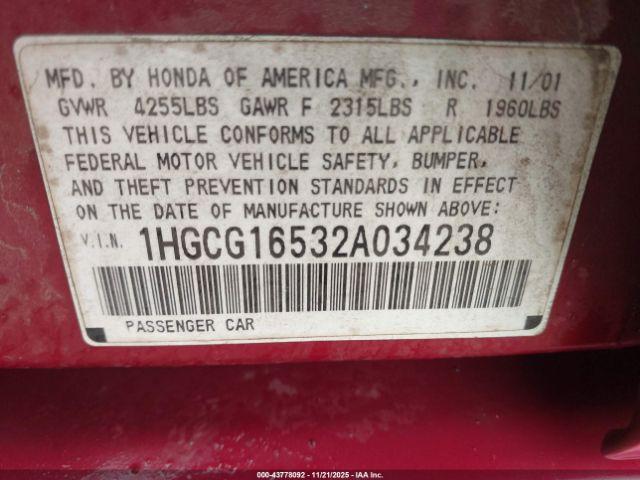 MFD. BY HONDA OF AMERICA MFG., INC. 11/01
GVWR 4255LBS GAWR F 2315LBS R 1960LBS
THIS VEHICLE CONFORMS TO ALL APPLICABLE
FEDERAL MOTOR VEHICLE SAFETY, BUMPER,
AND THEFT PREVENTION STANDARDS IN EFFECT
ON THE DATE OF MANUFACTURE SHOWN ABOVE:
V.I.N. 1HGCG16532A034238
PASSENGER CAR
000-43778092 - 11/21/2025 - IAA Inc.